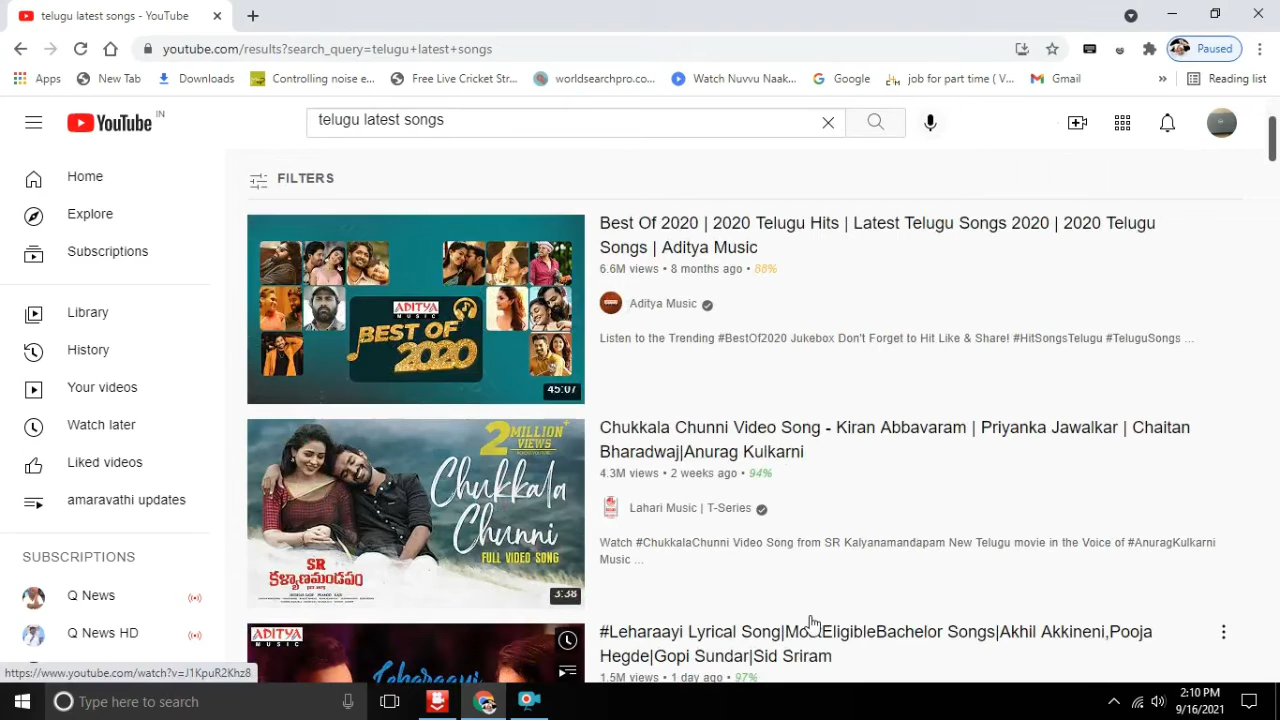 telugu latest songs - YouTube
youtube.com/results?search_query=telugu+latest+songs
Paused
Apps
New Tab
Downloads
Controlling noise e...
Free Live Cricket Str...
worldsearchpro.co...
Watch Nuvvu Naak...
Google
job for part time ( V...
Gmail
»
Reading list
YouTube IN
telugu latest songs
Home
Explore
Subscriptions
Library
History
Your videos
Watch later
Liked videos
amaravathi updates
SUBSCRIPTIONS
Q News
Q News HD
FILTERS
ADITYA
MUSIC
BEST OF
2020
45:07
Best Of 2020 | 2020 Telugu Hits | Latest Telugu Songs 2020 | 2020 Telugu
Songs | Aditya Music
6.6M views • 8 months ago • 88%
Aditya Music
Listen to the Trending #BestOf2020 Jukebox Don't Forget to Hit Like & Share! #HitSongsTelugu #TeluguSongs ...
2 MILLION+
VIEWS
Chukkala
Chunni
FULL VIDEO SONG
SR
కళ్యాణమండపం
3:38
Chukkala Chunni Video Song - Kiran Abbavaram | Priyanka Jawalkar | Chaitan
Bharadwaj|Anurag Kulkarni
4.3M views • 2 weeks ago • 94%
Lahari Music | T-Series
Watch #ChukkalaChunni Video Song from SR Kalyanamandapam New Telugu movie in the Voice of #AnuragKulkarni
Music ...
ADITYA
MUSIC
Leharaayi
#Leharaayi Lyrical Song|MostEligibleBachelor Songs|Akhil Akkineni,Pooja
Hegde|Gopi Sundar|Sid Sriram
1.5M views • 1 day ago • 97%
https://www.youtube.com/watch?v=J1KpuR2Khz8
Type here to search
2:10 PM
9/16/2021